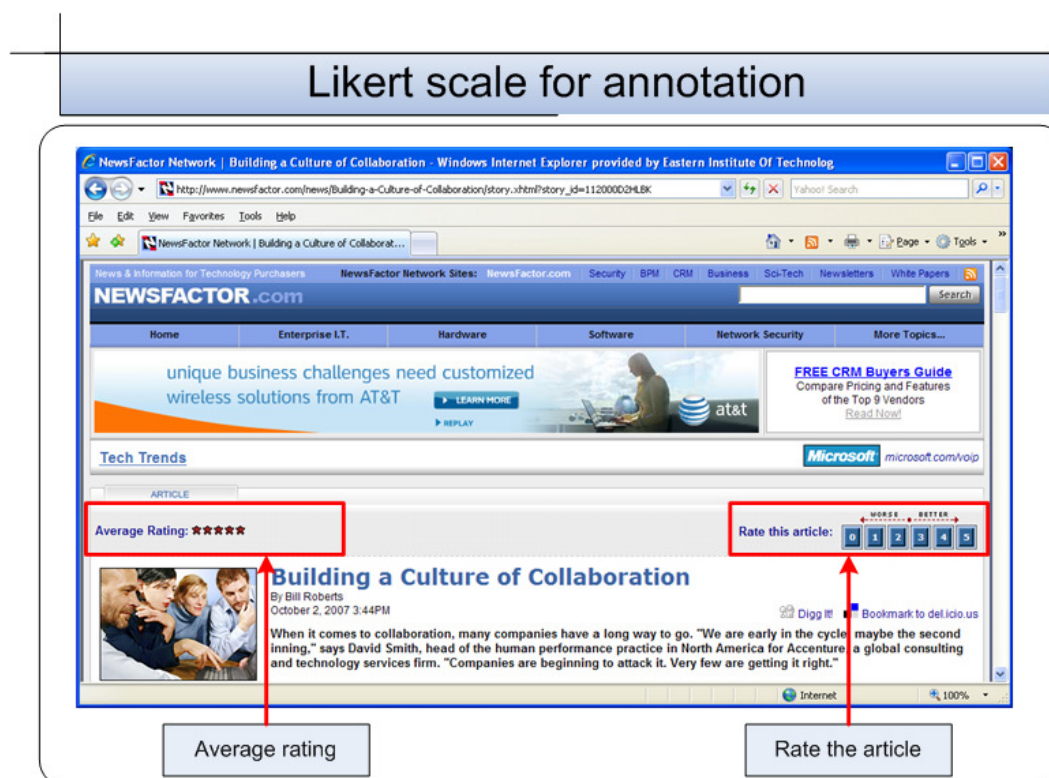 Likert scale for annotation
NewsFactor Network | Building a Culture of Collaboration - Windows Internet Explorer provided by Eastern Institute Of Technolog
http://www.newsfactor.com/news/Building-a-Culture-of-Collaboration/story.xhtml?story_id=112000D2HLBK
Yahoo! Search
File Edit View Favorites Tools Help
NewsFactor Network | Building a Culture of Collaborat...
Page Tools »
News & Information for Technology Purchasers NewsFactor Network Sites: NewsFactor.com Security BPM CRM Business Sci-Tech Newsletters White Papers
NEWSFACTOR.com
Search
Home Enterprise I.T. Hardware Software Network Security More Topics...
unique business challenges need customized
wireless solutions from AT&T
LEARN MORE
REPLAY
at&t
FREE CRM Buyers Guide
Compare Pricing and Features
of the Top 9 Vendors
Read Now!
Tech Trends
Microsoft microsoft.com/voip
ARTICLE
Average Rating:
WORSE BETTER
Rate this article: 0 1 2 3 4 5
Building a Culture of Collaboration
By Bill Roberts
October 2, 2007 3:44PM
Digg It! Bookmark to del.icio.us
When it comes to collaboration, many companies have a long way to go. "We are early in the cycle, maybe the second
inning," says David Smith, head of the human performance practice in North America for Accenture, a global consulting
and technology services firm. "Companies are beginning to attack it. Very few are getting it right."
Internet 100%
Average rating
Rate the article